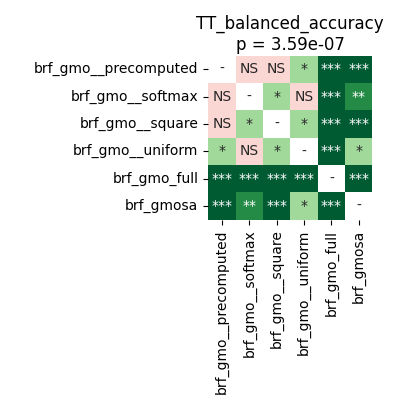 TT_balanced_accuracy
p = 3.59e-07
brf_gmo__precomputed - NS NS * *** ***
brf_gmo__softmax NS - * NS *** **
brf_gmo__square NS * - * *** ***
brf_gmo__uniform * NS * - *** *
brf_gmo_full *** *** *** *** - ***
brf_gmosa *** ** *** * *** -
brf_gmo__precomputed
brf_gmo__softmax
brf_gmo__square
brf_gmo__uniform
brf_gmo_full
brf_gmosa